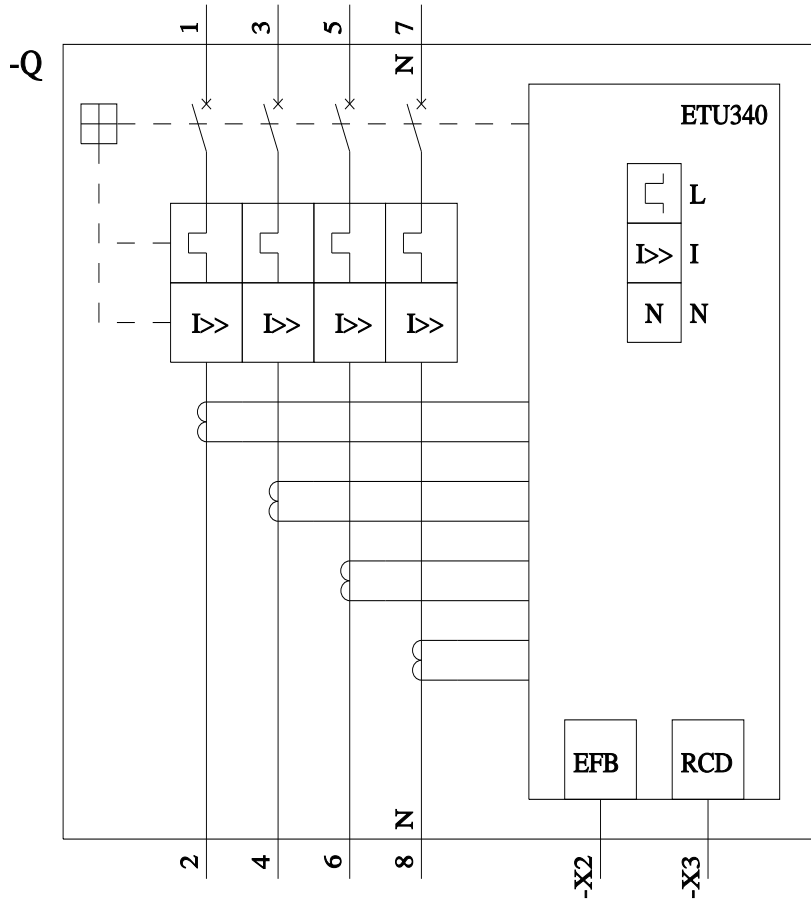 1 3 5 7
N
-Q
ETU340
L
I>> I
N N
I>> I>> I>> I>>
EFB RCD
N
2 4 6 8
-X2 -X3